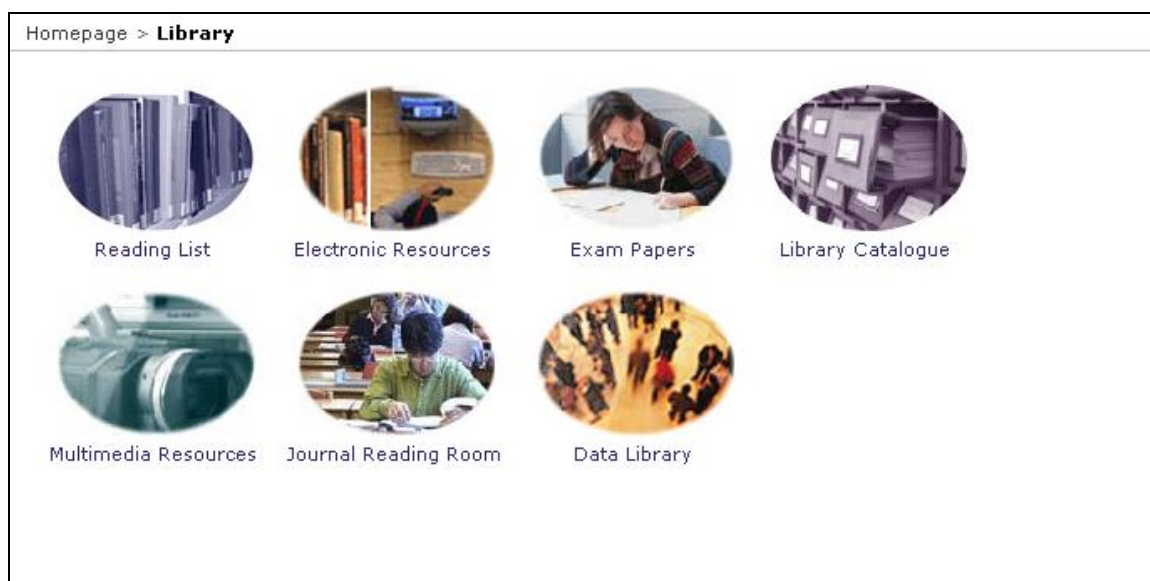 Homepage > Library
Reading List
Electronic Resources
Exam Papers
Library Catalogue
Multimedia Resources
Journal Reading Room
Data Library